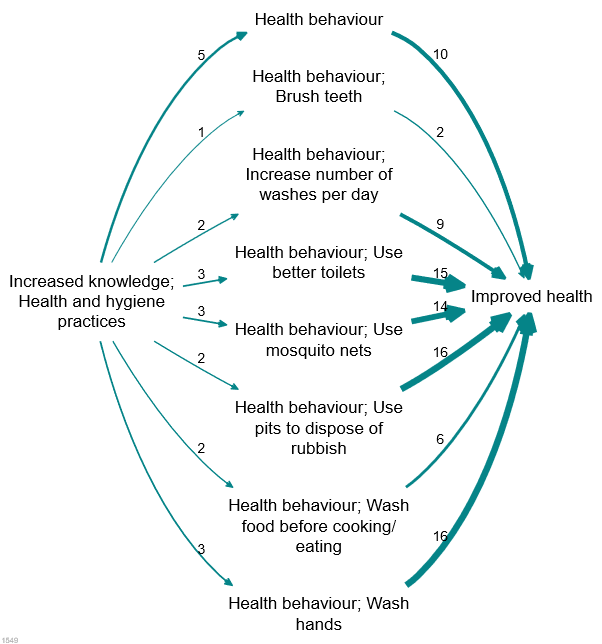 Health behaviour
5
10
Health behaviour;
Brush teeth
1
2
Health behaviour;
Increase number of
washes per day
2
9
Health behaviour; Use
better toilets
3
15
Increased knowledge;
Health and hygiene
practices
Improved health
3
14
Health behaviour; Use
mosquito nets
2
16
Health behaviour; Use
pits to dispose of
rubbish
2
6
Health behaviour; Wash
food before cooking/
eating
3
16
Health behaviour; Wash
hands
1549